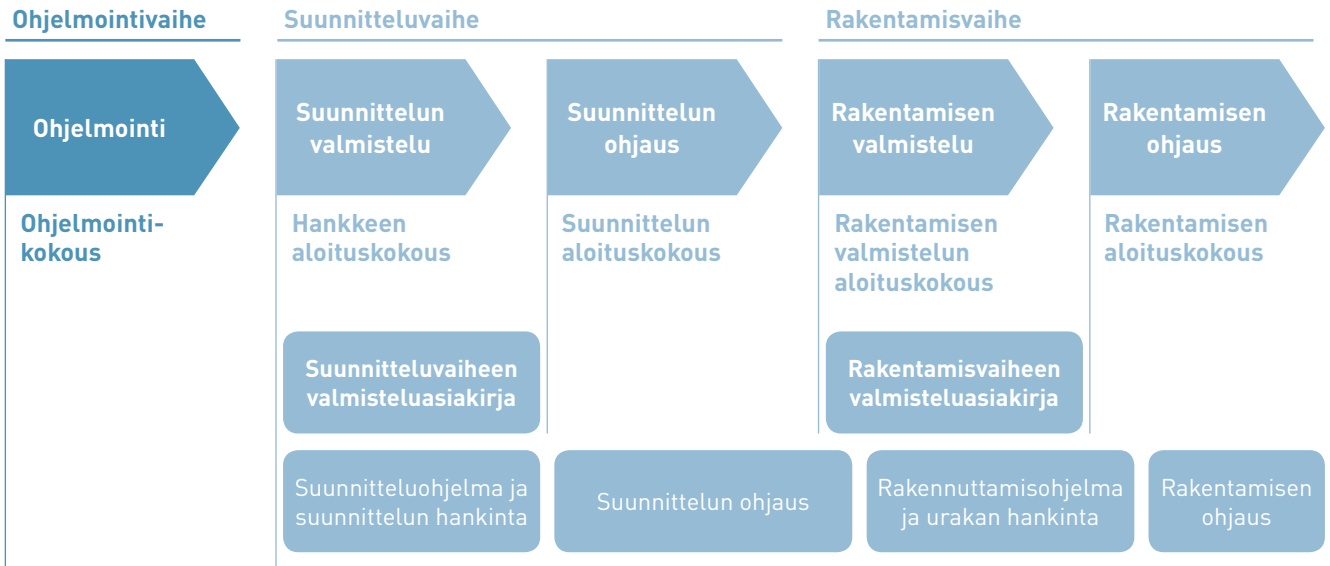 Ohjelmointivaihe
Suunnitteluvaihe
Rakentamisvaihe
Ohjelmointi
Suunnittelun
valmistelu
Suunnittelun
ohjaus
Rakentamisen
valmistelu
Rakentamisen
ohjaus
Ohjelmointi-
kokous
Hankkeen
aloituskokous
Suunnittelun
aloituskokous
Rakentamisen
valmistelun
aloituskokous
Rakentamisen
aloituskokous
Suunnitteluvaiheen
valmisteluasiakirja
Rakentamisvaiheen
valmisteluasiakirja
Suunnitteluohjelma ja
suunnittelun hankinta
Suunnittelun ohjaus
Rakennuttamisohjelma
ja urakan hankinta
Rakentamisen
ohjaus